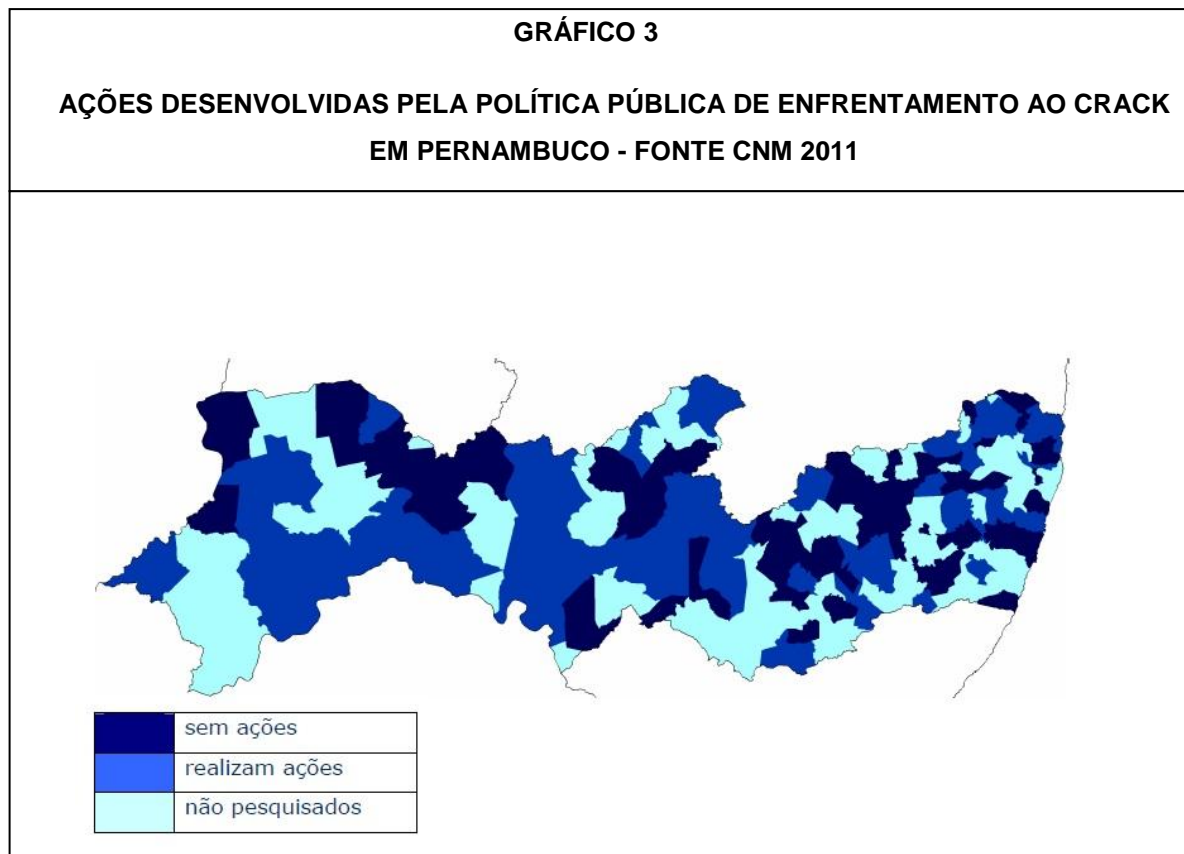 GRÁFICO 3
AÇÕES DESENVOLVIDAS PELA POLÍTICA PÚBLICA DE ENFRENTAMENTO AO CRACK
EM PERNAMBUCO - FONTE CNM 2011
sem ações
realizam ações
não pesquisados